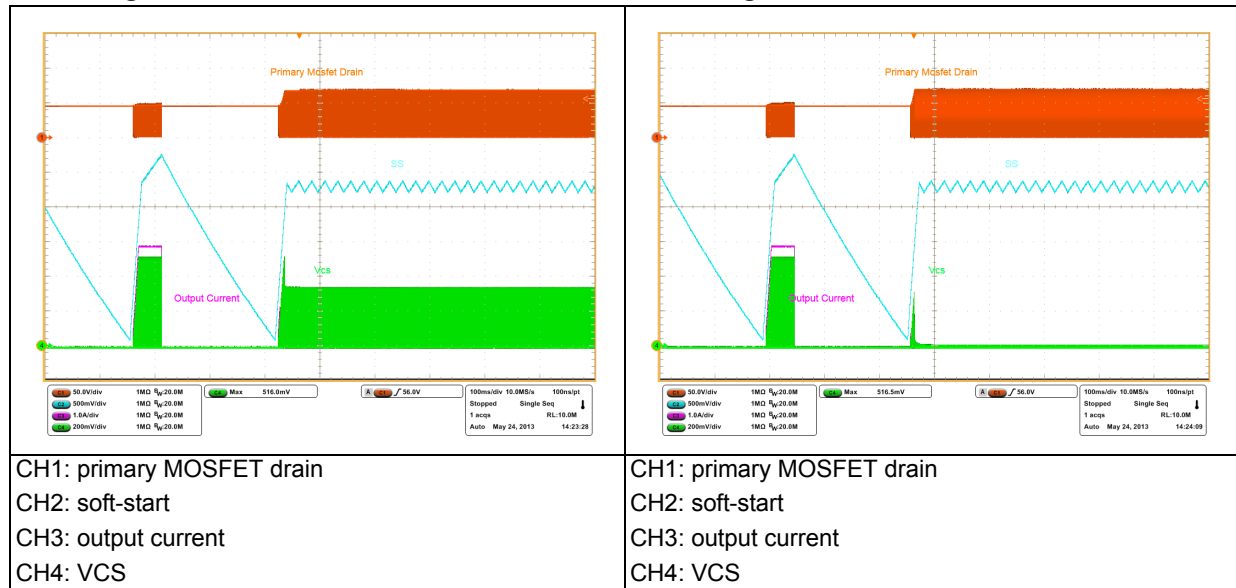 Primary Mosfet Drain
SS
Vcs
Output Current
1
4
C1 50.0V/div 1MΩ BW:20.0M
C2 500mV/div 1MΩ BW:20.0M
C3 1.0A/div 1MΩ BW:20.0M
C4 200mV/div 1MΩ BW:20.0M
C4 Max 516.0mV
A C1 56.0V
100ms/div 10.0MS/s 100ns/pt
Stopped Single Seq
1 acqs RL:10.0M
Auto May 24, 2013 14:23:28
CH1: primary MOSFET drain
CH2: soft-start
CH3: output current
CH4: VCS
Primary Mosfet Drain
SS
Vcs
Output Current
1
4
C1 50.0V/div 1MΩ BW:20.0M
C2 500mV/div 1MΩ BW:20.0M
C3 1.0A/div 1MΩ BW:20.0M
C4 200mV/div 1MΩ BW:20.0M
C4 Max 516.5mV
A C1 56.0V
100ms/div 10.0MS/s 100ns/pt
Stopped Single Seq
1 acqs RL:10.0M
Auto May 24, 2013 14:24:09
CH1: primary MOSFET drain
CH2: soft-start
CH3: output current
CH4: VCS